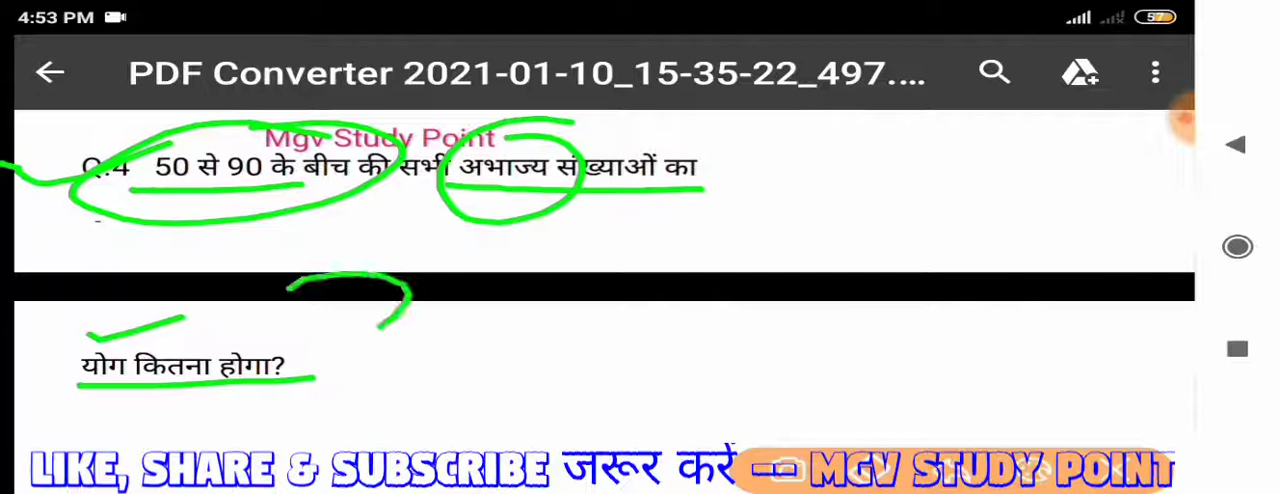 4:53 PM
57
PDF Converter 2021-01-10_15-35-22_497....
Mgv Study Point
Q.4 50 से 90 के बीच की सभी अभाज्य संख्याओं का
योग कितना होगा?
LIKE, SHARE & SUBSCRIBE जरूर करें -- MGV STUDY POINT